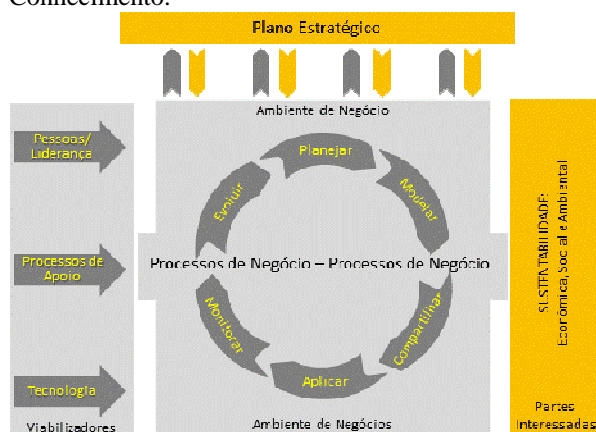 Conhecimento.
Plano Estratégico
Ambiente de Negócio
Pessoas/
Liderança
Processos de
Apoio
Tecnologia
Viabilizadores
Planejar
Modelar
Compartilhar
Aplicar
Monitorar
Evoluir
Processos de Negócio – Processos de Negócio
Ambiente de Negócios
SUSTENTABILIDADE:
Econômica, Social e Ambiental
Partes
Interessadas